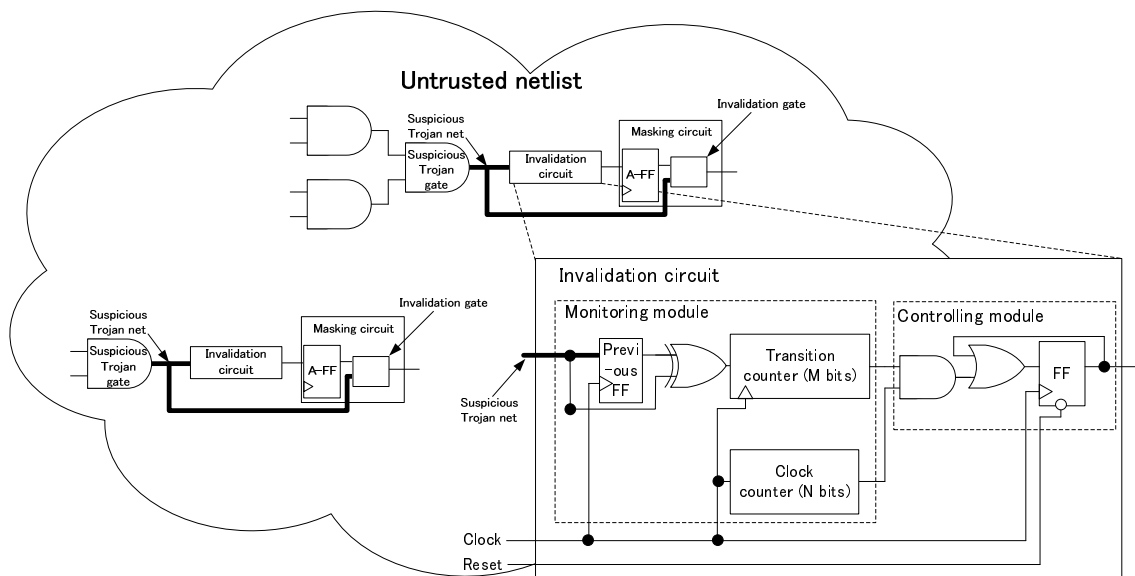 Untrusted netlist
Suspicious
Trojan net
Suspicious
Trojan
gate
Invalidation
circuit
Masking circuit
A-FF
Invalidation gate
Suspicious
Trojan net
Suspicious
Trojan
gate
Invalidation
circuit
Masking circuit
A-FF
Invalidation gate
Invalidation circuit
Monitoring module
Suspicious
Trojan net
Previ
-ous
FF
Transition
counter (M bits)
Clock
counter (N bits)
Controlling module
FF
Clock
Reset